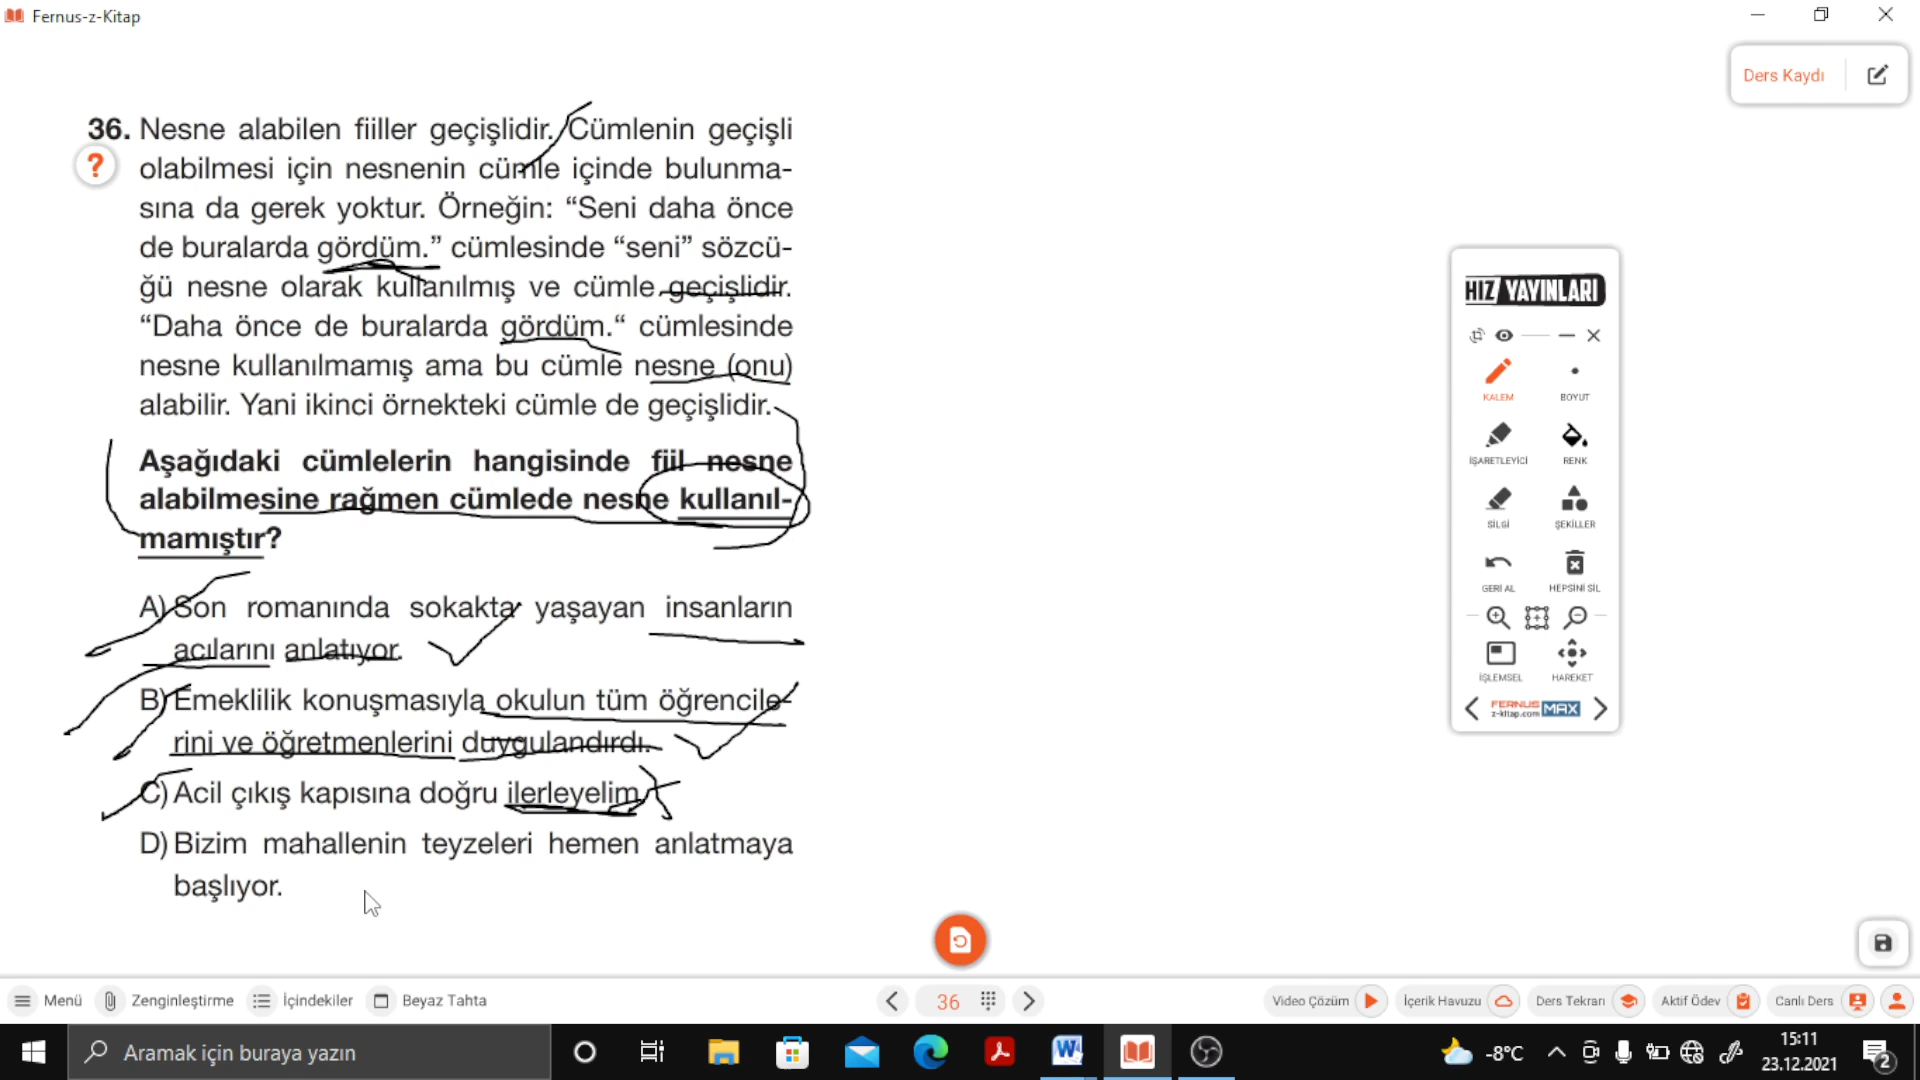 Fernus-z-Kitap
Ders Kaydı
36. Nesne alabilen fiiller geçişlidir. Cümlenin geçişli
olabilmesi için nesnenin cümle içinde bulunma-
sına da gerek yoktur. Örneğin: “Seni daha önce
de buralarda gördüm.” cümlesinde “seni” sözcü-
ğü nesne olarak kullanılmış ve cümle geçişlidir.
“Daha önce de buralarda gördüm.“ cümlesinde
nesne kullanılmamış ama bu cümle nesne (onu)
alabilir. Yani ikinci örnekteki cümle de geçişlidir.
Aşağıdaki cümlelerin hangisinde fiil nesne
alabilmesine rağmen cümlede nesne kullanıl-
mamıştır?
A) Son romanında sokakta yaşayan insanların
acılarını anlatıyor.
B) Emeklilik konuşmasıyla okulun tüm öğrencile-
rini ve öğretmenlerini duygulandırdı.
C) Acil çıkış kapısına doğru ilerleyelim.
D) Bizim mahallenin teyzeleri hemen anlatmaya
başlıyor.
HIZ YAYINLARI
KALEM BOYUT
İŞARETLEYİCİ RENK
SİLGİ ŞEKİLLER
GERİ AL HEPSİNİ SİL
İŞLEMSEL HAREKET
FERNUS
z-kitap.com MAX
Menü Zenginleştirme İçindekiler Beyaz Tahta 36 Video Çözüm İçerik Havuzu Ders Tekrarı Aktif Ödev Canlı Ders
Aramak için buraya yazın
-8°C
15:11
23.12.2021
2